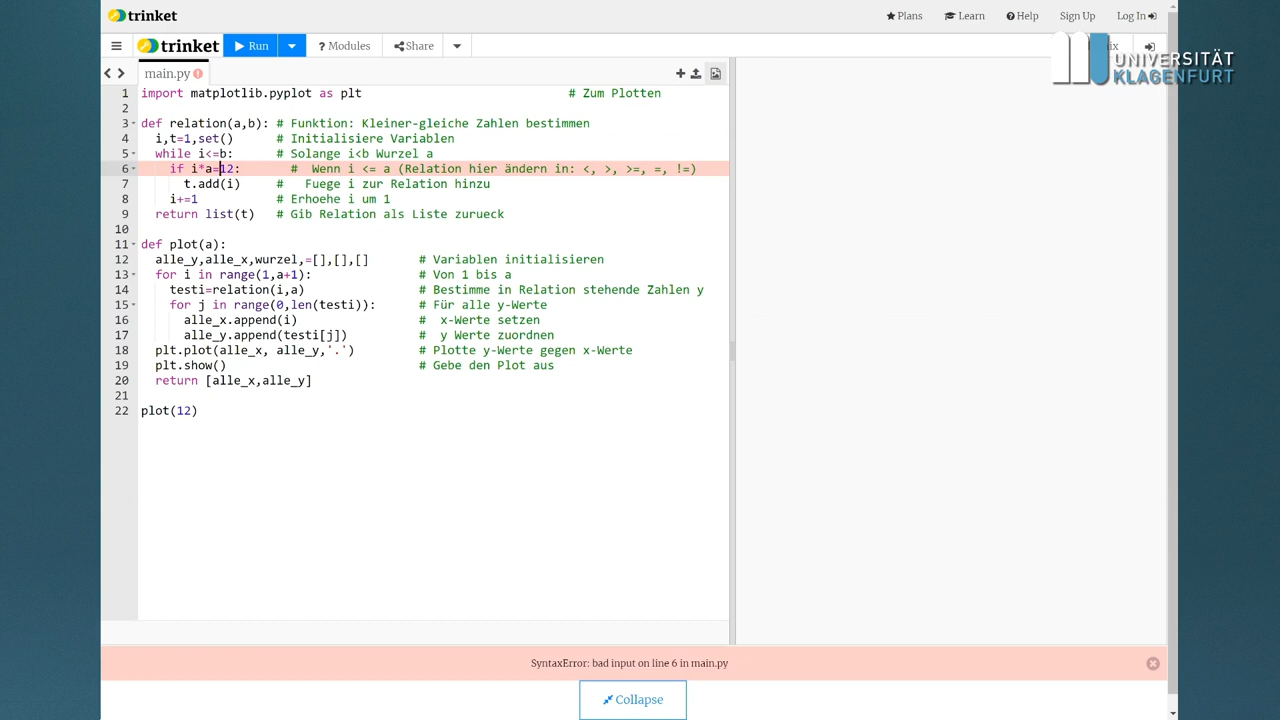 trinket
Plans Learn Help Sign Up Log In
trinket Run ? Modules Share
UNIVERSITÄT
KLAGENFURT
main.py
1 import matplotlib.pyplot as plt # Zum Plotten
2
3 def relation(a,b): # Funktion: Kleiner-gleiche Zahlen bestimmen
4 i,t=1,set() # Initialisiere Variablen
5 while i<=b: # Solange i<b Wurzel a
6 if i*a=12: # Wenn i <= a (Relation hier ändern in: <, >, >=, =, !=)
7 t.add(i) # Fuege i zur Relation hinzu
8 i+=1 # Erhoehe i um 1
9 return list(t) # Gib Relation als Liste zurueck
10
11 def plot(a):
12 alle_y,alle_x,wurzel,=[],[],[] # Variablen initialisieren
13 for i in range(1,a+1): # Von 1 bis a
14 testi=relation(i,a) # Bestimme in Relation stehende Zahlen y
15 for j in range(0,len(testi)): # Für alle y-Werte
16 alle_x.append(i) # x-Werte setzen
17 alle_y.append(testi[j]) # y Werte zuordnen
18 plt.plot(alle_x, alle_y,'.') # Plotte y-Werte gegen x-Werte
19 plt.show() # Gebe den Plot aus
20 return [alle_x,alle_y]
21
22 plot(12)
SyntaxError: bad input on line 6 in main.py
Collapse